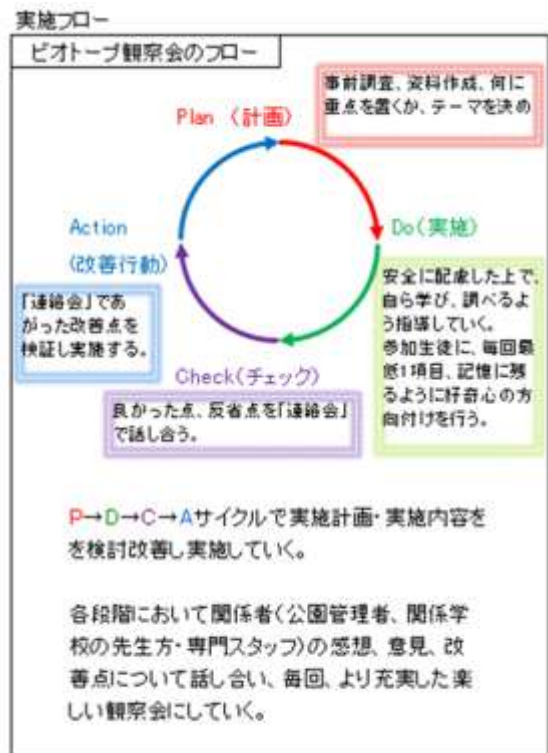 実施フロー
ビオトープ観察会のフロー
Plan (計画)
事前調査、資料作成、何に
重点を置くか、テーマを決め
Do(実施)
安全に配慮した上で、
自ら学び、調べるよ
う指導していく。
参加生徒に、毎回最
低1項目、記憶に残
るように好奇心の方
向付けを行う。
Check(チェック)
良かった点、反省点を「連絡会」
で話し合う。
Action
(改善行動)
「連絡会」であ
がった改善点を
検証し実施する。
P→D→C→Aサイクルで実施計画・実施内容を
を検討改善し実施していく。
各段階において関係者(公園管理者、関係学
校の先生方・専門スタッフ)の感想、意見、改
善点について話し合い、毎回、より充実した楽
しい観察会にしていく。